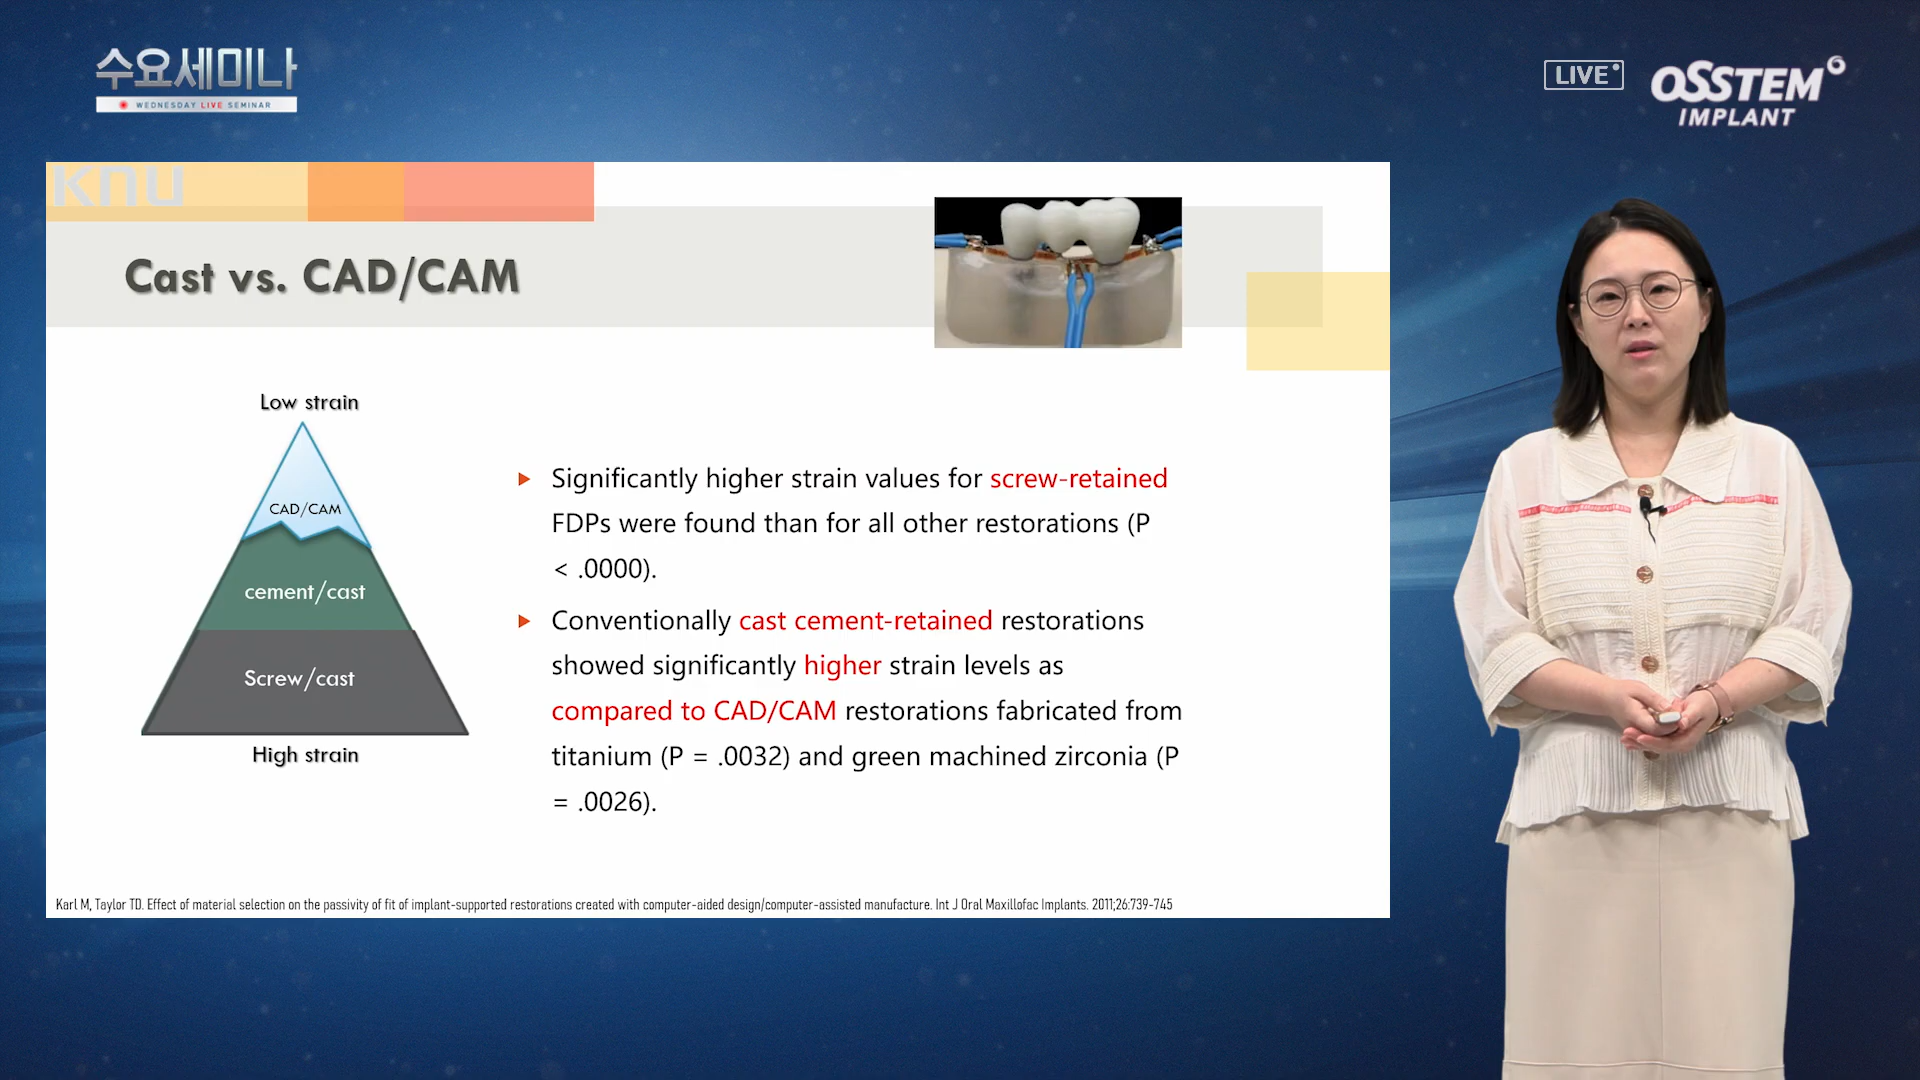 수요세미나
WEDNESDAY LIVE SEMINAR
LIVE
OSSTEM
IMPLANT
knu
Cast vs. CAD/CAM
Low strain
CAD/CAM
cement/cast
Screw/cast
High strain
Significantly higher strain values for screw-retained
FDPs were found than for all other restorations (P
< .0000).
Conventionally cast cement-retained restorations
showed significantly higher strain levels as
compared to CAD/CAM restorations fabricated from
titanium (P = .0032) and green machined zirconia (P
= .0026).
Karl M, Taylor TD. Effect of material selection on the passivity of fit of implant-supported restorations created with computer-aided design/computer-assisted manufacture. Int J Oral Maxillofac Implants. 2011;26:739-745